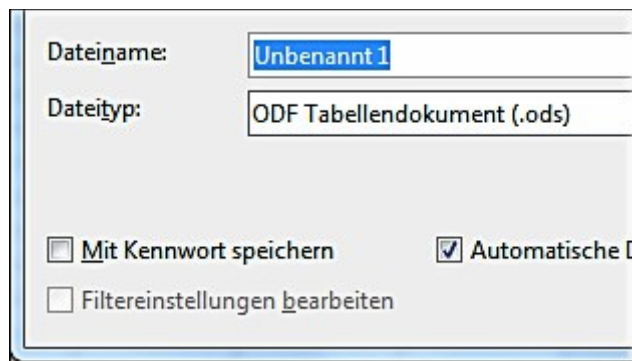 Dateiname: Unbenannt 1
Dateityp: ODF Tabellendokument (.ods)
Mit Kennwort speichern Automatische
Filtereinstellungen bearbeiten